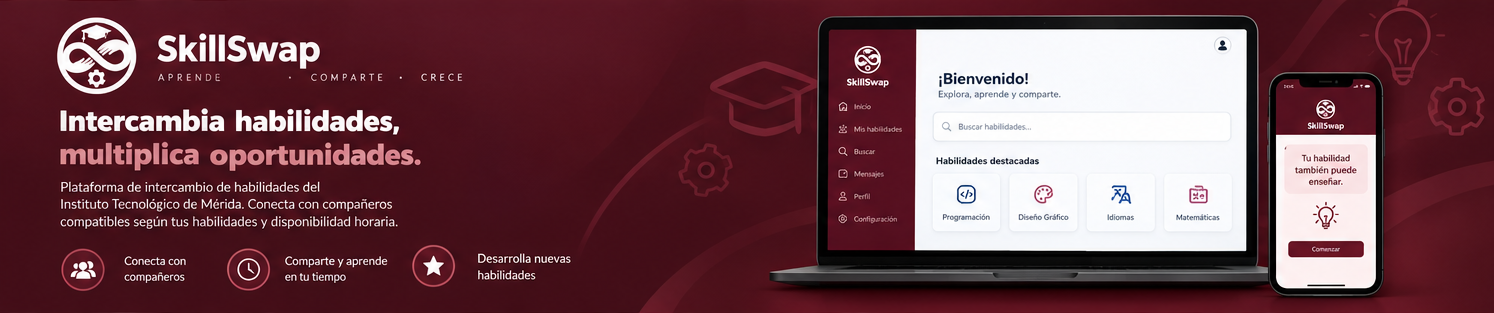 SkillSwap
APRENDE · COMPARTE · CRECE
Intercambia habilidades,
multiplica oportunidades.
Plataforma de intercambio de habilidades del
Instituto Tecnológico de Mérida. Conecta con compañeros
compatibles según tus habilidades y disponibilidad horaria.
Conecta con
compañeros
Comparte y aprende
en tu tiempo
Desarrolla nuevas
habilidades
SkillSwap
Inicio
Mis habilidades
Buscar
Mensajes
Perfil
Configuración
¡Bienvenido!
Explora, aprende y comparte.
Buscar habilidades...
Habilidades destacadas
Programación
Diseño Gráfico
Idiomas
Matemáticas
SkillSwap
Tu habilidad
también puede
enseñar.
Comenzar